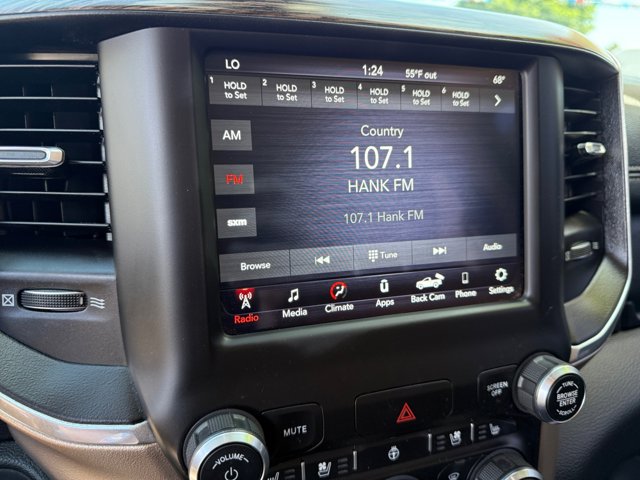 LO 1:24 55°F out 68°
1 HOLD to Set 2 HOLD to Set 3 HOLD to Set 4 HOLD to Set 5 HOLD to Set 6 HOLD to Set
AM
FM
sxm
Country
107.1
HANK FM
107.1 Hank FM
Browse Tune Audio
Radio Media Climate Apps Back Cam Phone Settings
SCREEN
OFF
TUNE
BROWSE
ENTER
SCROLL
MUTE
VOLUME